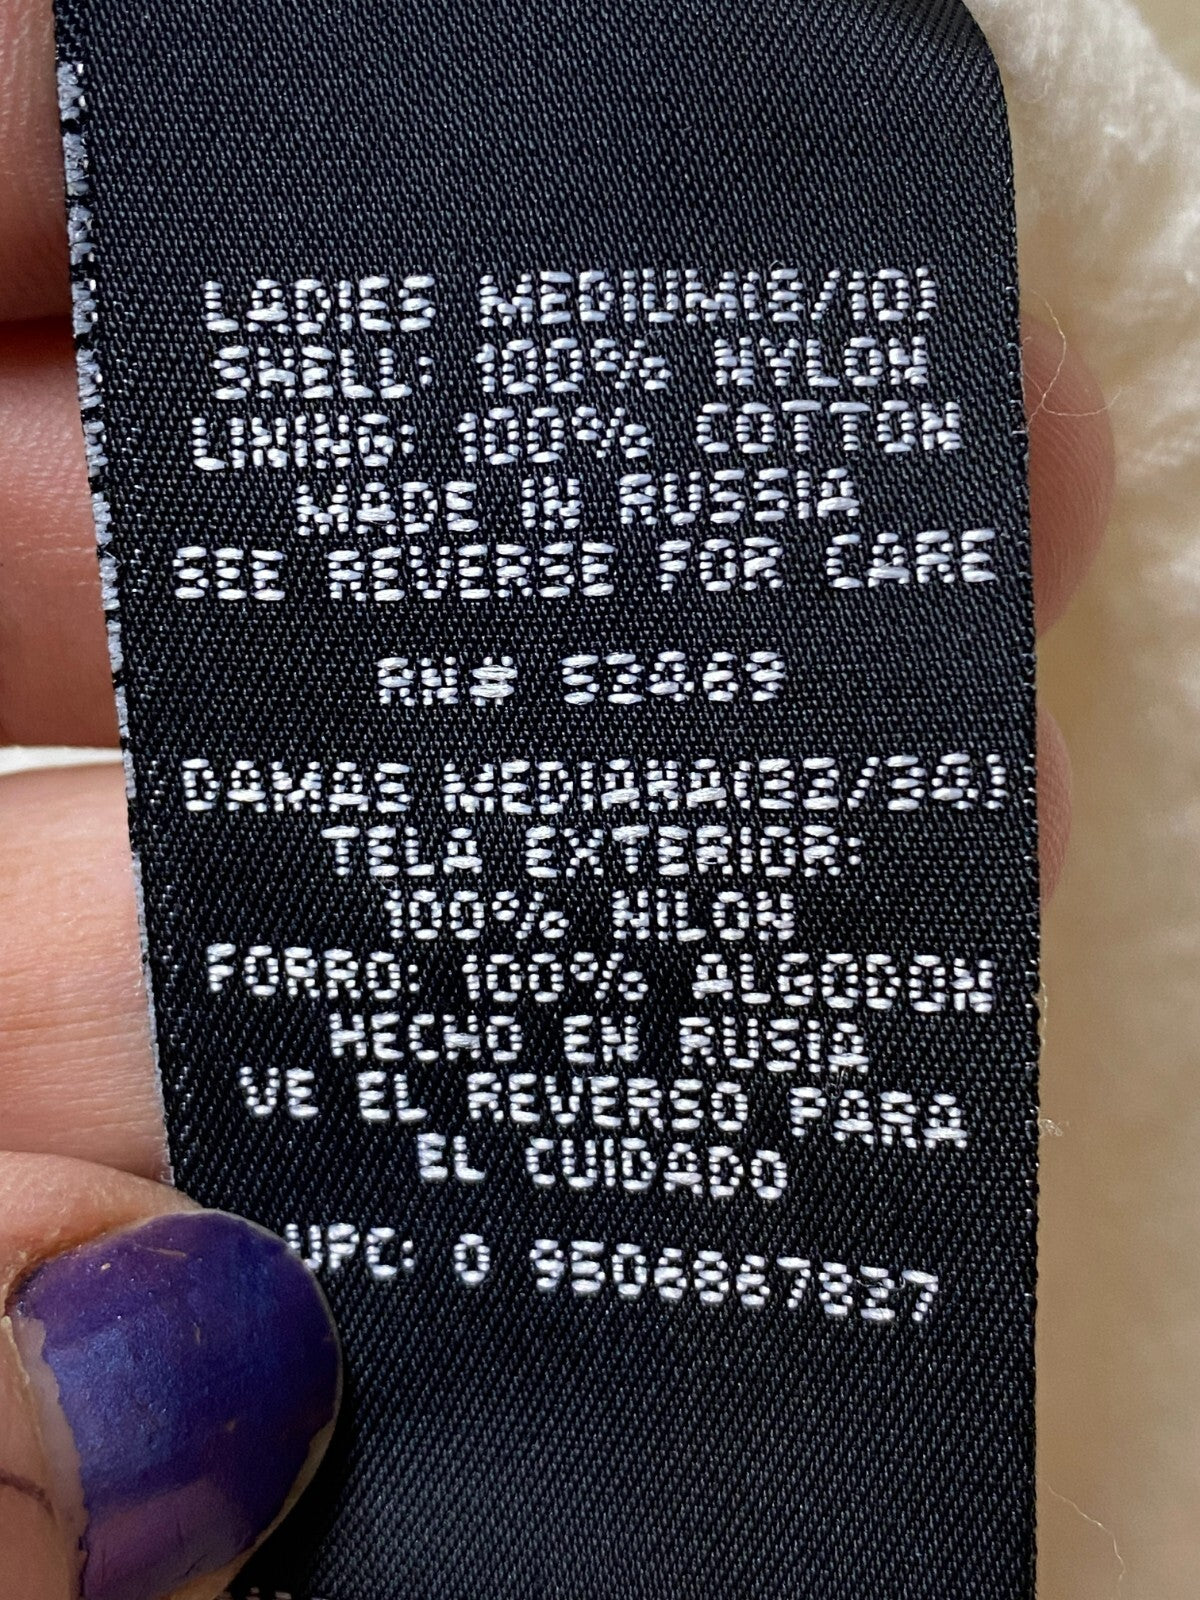 LADIES MEDIUM(8/10)
SHELL: 100% NYLON
LINING: 100% COTTON
MADE IN RUSSIA
SEE REVERSE FOR CARE
RN# 52469
DAMAS MEDIANA(32/34)
TELA EXTERIOR:
100% NILON
FORRO: 100% ALGODON
HECHO EN RUSIA
VE EL REVERSO PARA
EL CUIDADO
UPC: 0